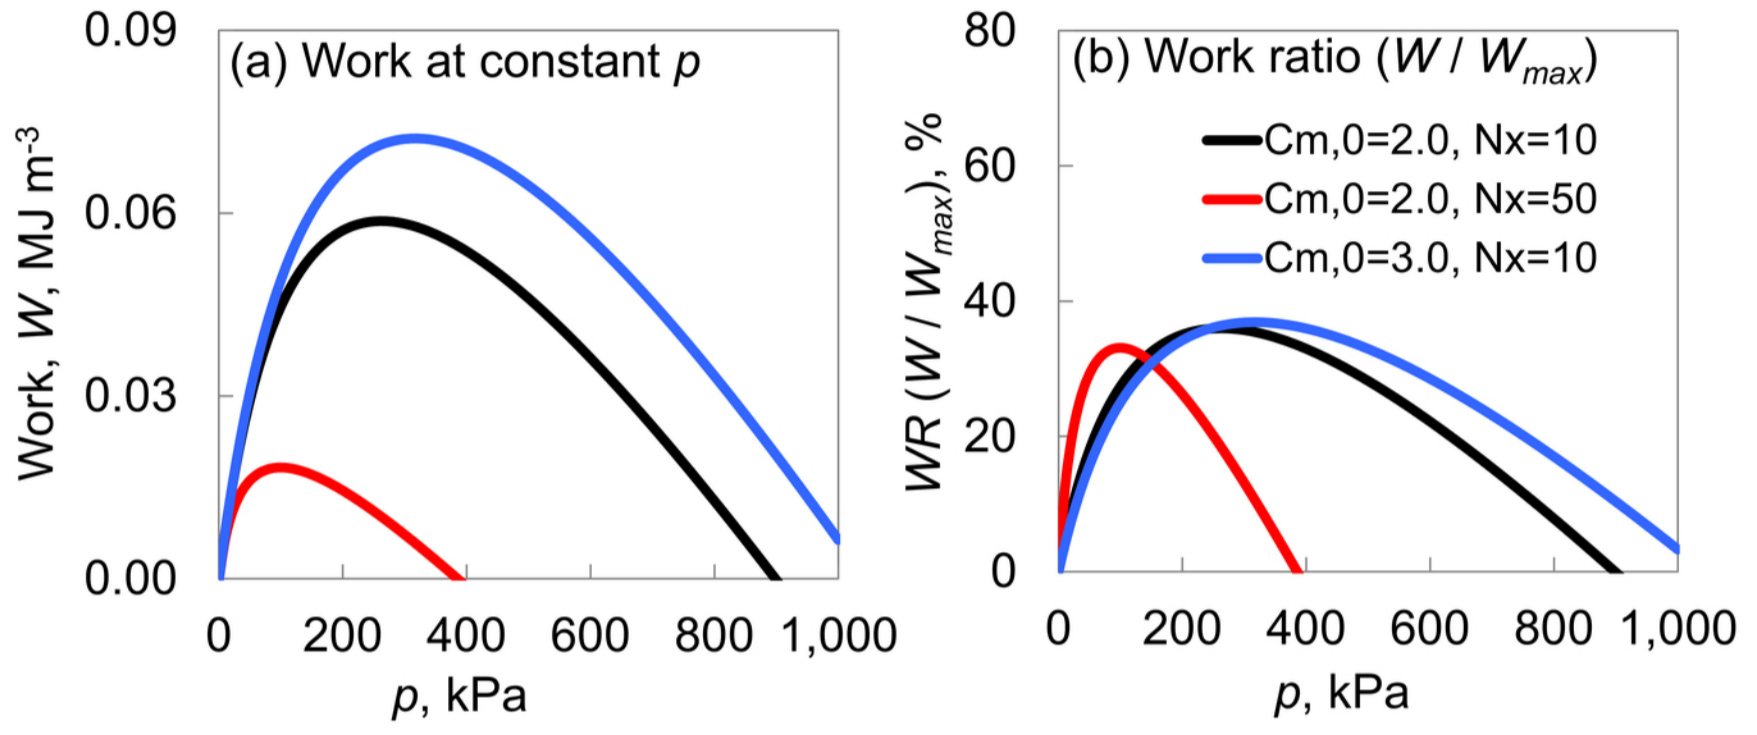 (a) Work at constant p
Work, W, MJ m-3
0.09
0.06
0.03
0.00
0 200 400 600 800 1,000
p, kPa
(b) Work ratio (W / Wmax)
WR (W / Wmax), %
80
60
40
20
0
Cm,0=2.0, Nx=10
Cm,0=2.0, Nx=50
Cm,0=3.0, Nx=10
0 200 400 600 800 1,000
p, kPa